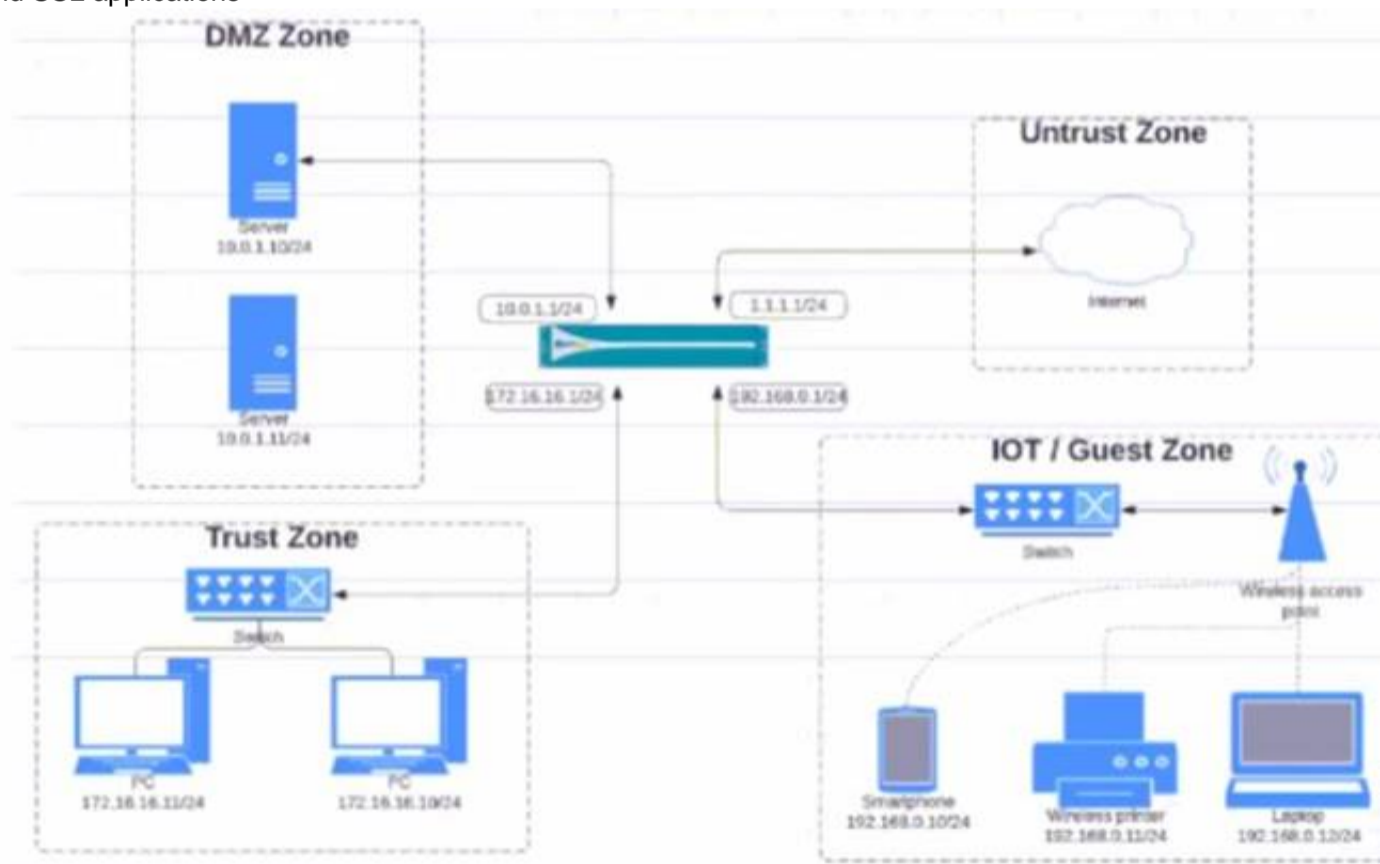 DMZ Zone
Server
10.0.1.10/24
Server
10.0.1.11/24
Untrust Zone
Internet
10.0.1.1/24
1.1.1.1/24
172.16.16.1/24
192.168.0.1/24
Trust Zone
Switch
PC
172.16.16.11/24
PC
172.16.16.10/24
IOT / Guest Zone
Switch
Wireless access
point
Smartphone
192.168.0.10/24
Wireless printer
192.168.0.11/24
Laptop
192.168.0.12/24